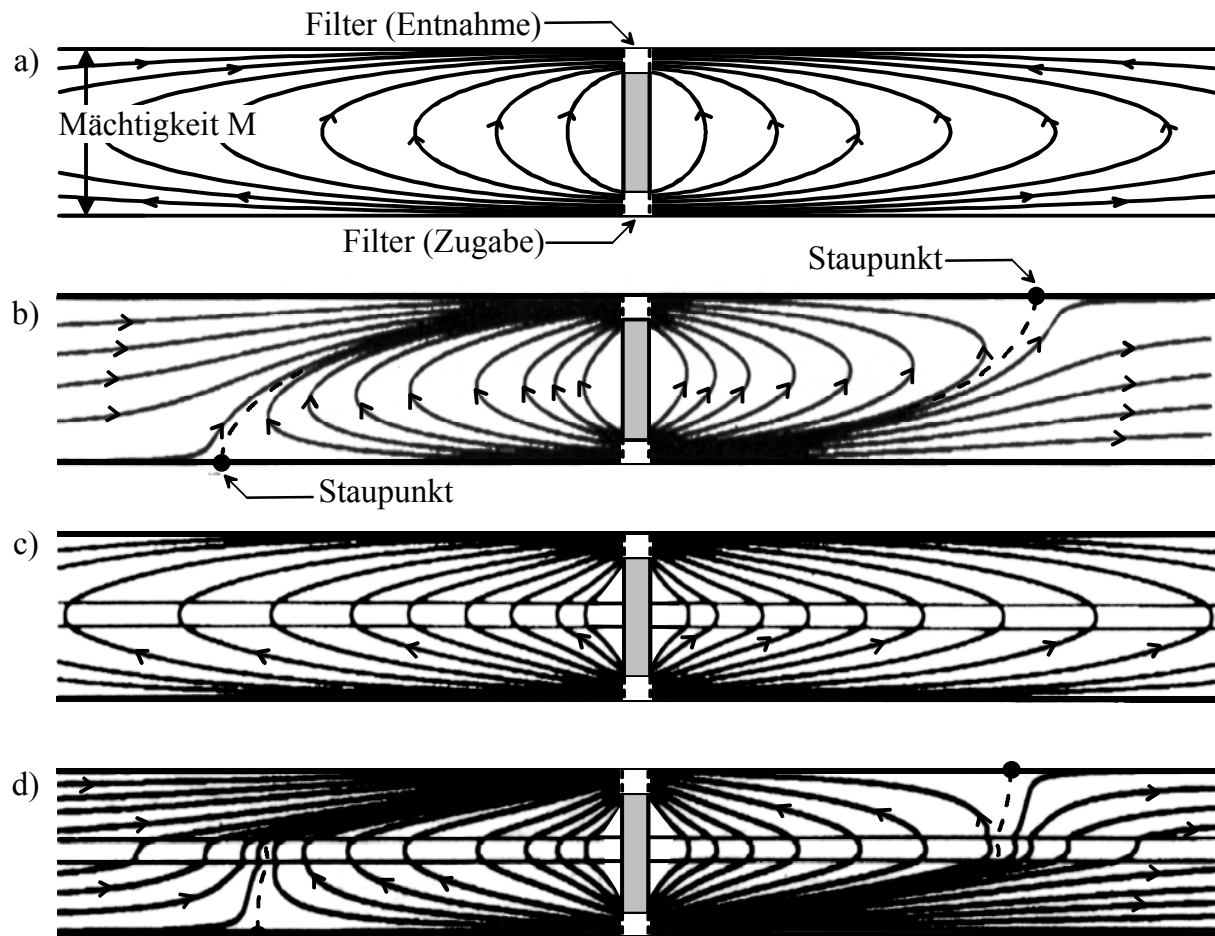 Filter (Entnahme)
a)
Mächtigkeit M
Filter (Zugabe)
Staupunkt
b)
Staupunkt
c)
d)